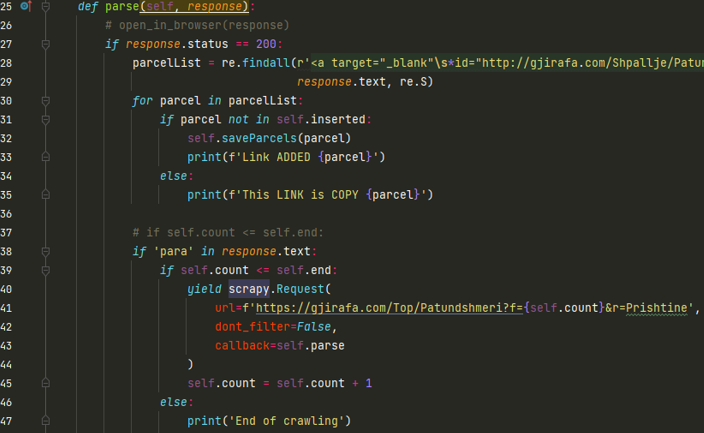 25 def parse(self, response):
26 # open_in_browser(response)
27 if response.status == 200:
28 parcelList = re.findall(r'<a target="_blank"\s*id="http://gjirafa.com/Shpallje/Patund
29 response.text, re.S)
30 for parcel in parcelList:
31 if parcel not in self.inserted:
32 self.saveParcels(parcel)
33 print(f'Link ADDED {parcel}')
34 else:
35 print(f'This LINK is COPY {parcel}')
36
37 # if self.count <= self.end:
38 if 'para' in response.text:
39 if self.count <= self.end:
40 yield scrapy.Request(
41 url=f'https://gjirafa.com/Top/Patundshmeri?f={self.count}&r=Prishtine',
42 dont_filter=False,
43 callback=self.parse
44 )
45 self.count = self.count + 1
46 else:
47 print('End of crawling')